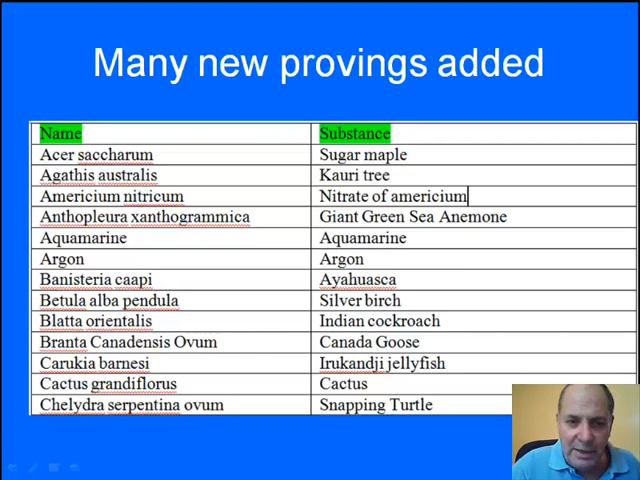 Many new provings added
Name Substance
Acer saccharum Sugar maple
Agathis australis Kauri tree
Americium nitricum Nitrate of americium
Anthopleura xanthogrammica Giant Green Sea Anemone
Aquamarine Aquamarine
Argon Argon
Banisteria caapi Ayahuasca
Betula alba pendula Silver birch
Blatta orientalis Indian cockroach
Branta Canadensis Ovum Canada Goose
Carukia barnesi Irukandji jellyfish
Cactus grandiflorus Cactus
Chelydra serpentina ovum Snapping Turtle